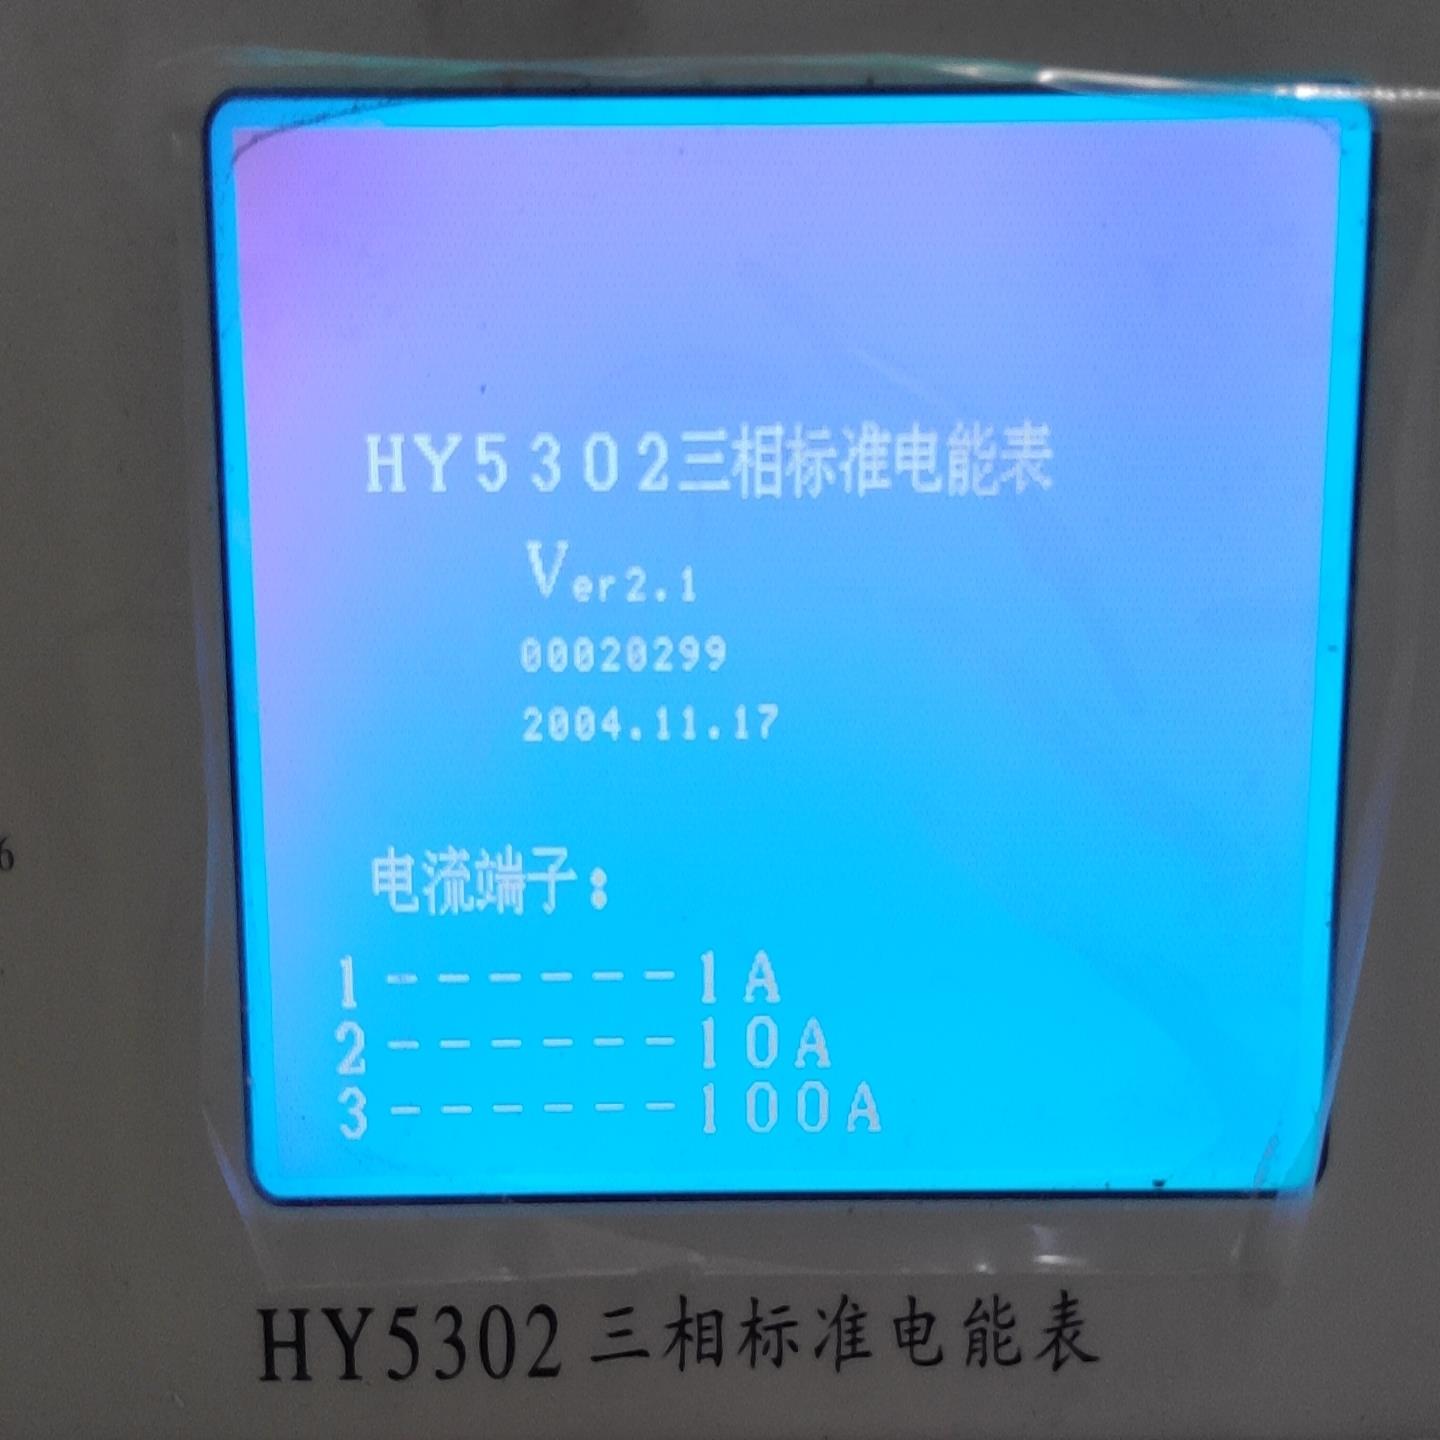 HY5302三相标准电能表
Ver2.1
00020299
2004.11.17
电流端子：
1------1A
2------10A
3------100A
6
HY5302三相标准电能表